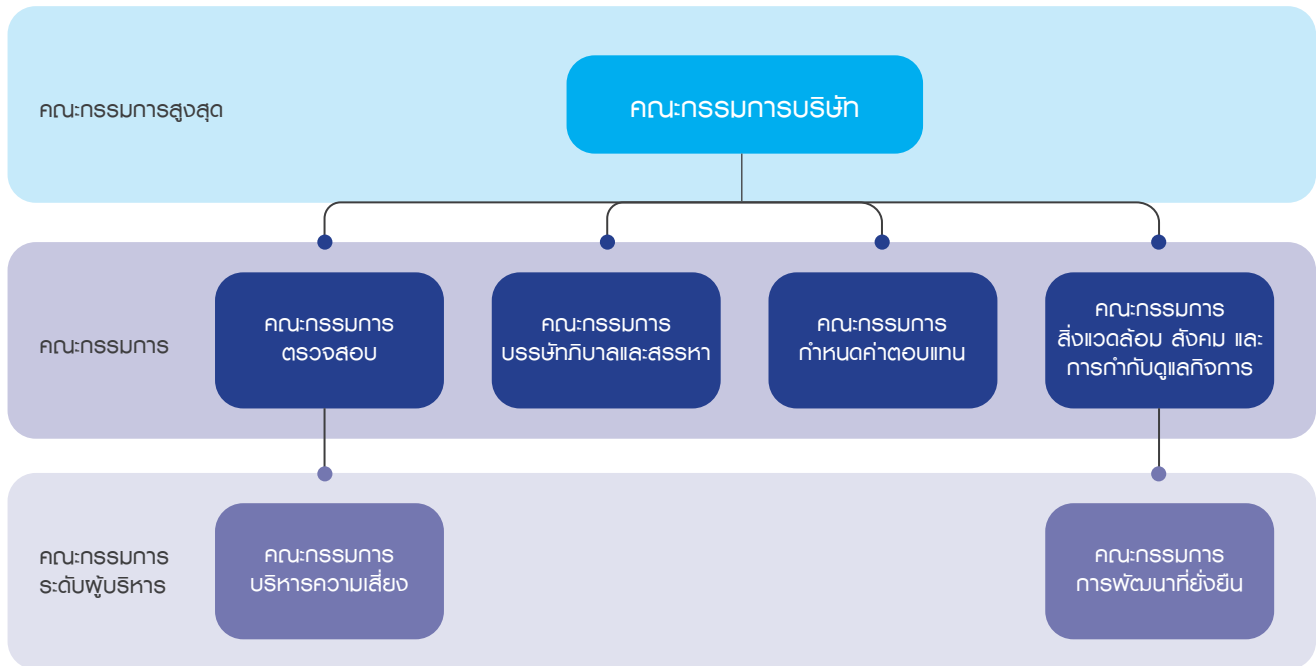 คณะกรรมการสูงสุด
คณะกรรมการบริษัท
คณะกรรมการ
คณะกรรมการ
ตรวจสอบ
คณะกรรมการ
บรรษัทภิบาลและสรรหา
คณะกรรมการ
กำหนดค่าตอบแทน
คณะกรรมการ
สิ่งแวดล้อม สังคม และ
การกำกับดูแลกิจการ
คณะกรรมการ
ระดับผู้บริหาร
คณะกรรมการ
บริหารความเสี่ยง
คณะกรรมการ
การพัฒนาที่ยั่งยืน